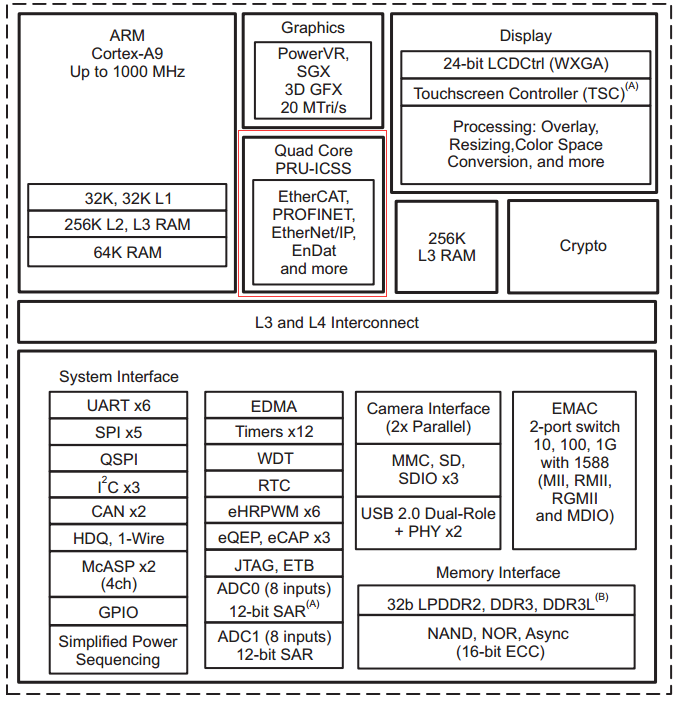 ARM
Cortex-A9
Up to 1000 MHz
32K, 32K L1
256K L2, L3 RAM
64K RAM
Graphics
PowerVR,
SGX
3D GFX
20 MTri/s
Quad Core
PRU-ICSS
EtherCAT,
PROFINET,
EtherNet/IP,
EnDat
and more
Display
24-bit LCDCtrl (WXGA)
Touchscreen Controller (TSC)(A)
Processing: Overlay,
Resizing,Color Space
Conversion, and more
256K
L3 RAM
Crypto
L3 and L4 Interconnect
System Interface
UART x6
SPI x5
QSPI
I2C x3
CAN x2
HDQ, 1-Wire
McASP x2
(4ch)
GPIO
Simplified Power
Sequencing
EDMA
Timers x12
WDT
RTC
eHRPWM x6
eQEP, eCAP x3
JTAG, ETB
ADC0 (8 inputs)
12-bit SAR(A)
ADC1 (8 inputs)
12-bit SAR
Camera Interface
(2x Parallel)
MMC, SD,
SDIO x3
USB 2.0 Dual-Role
+ PHY x2
EMAC
2-port switch
10, 100, 1G
with 1588
(MII, RMII,
RGMII
and MDIO)
Memory Interface
32b LPDDR2, DDR3, DDR3L(B)
NAND, NOR, Async
(16-bit ECC)